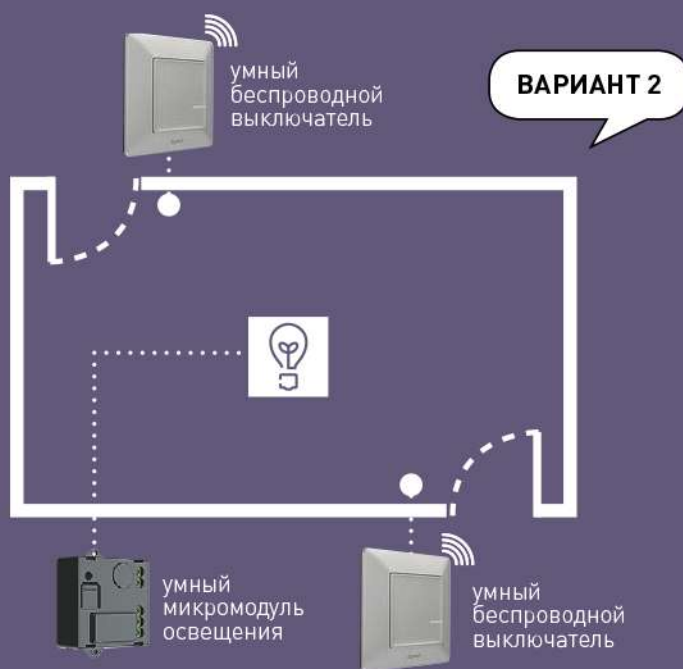 умный
беспроводной
выключатель
ВАРИАНТ 2
умный
микромодуль
освещения
умный
беспроводной
выключатель